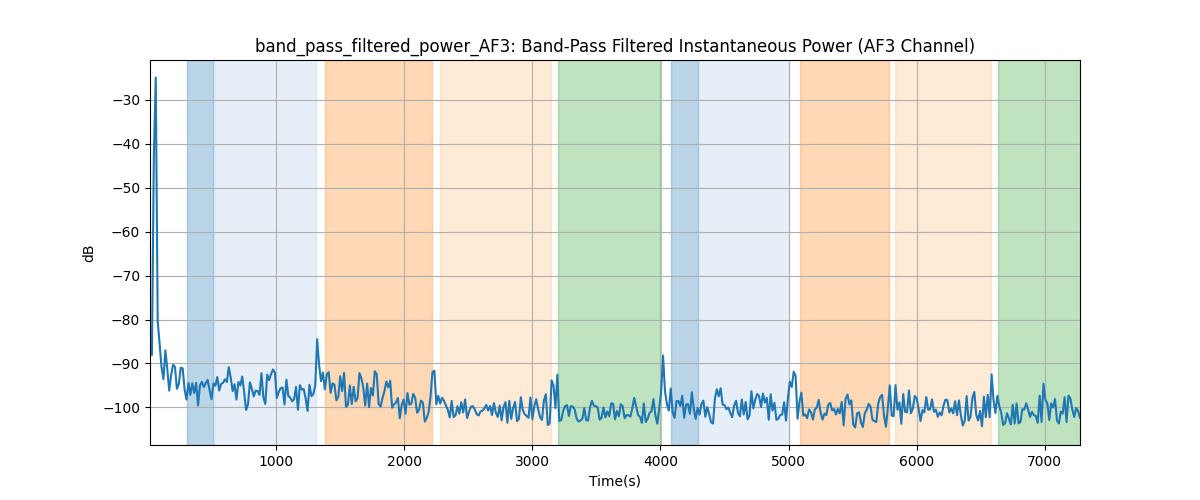 band_pass_filtered_power_AF3: Band-Pass Filtered Instantaneous Power (AF3 Channel)
dB
−30
−40
−50
−60
−70
−80
−90
−100
1000 2000 3000 4000 5000 6000 7000
Time(s)